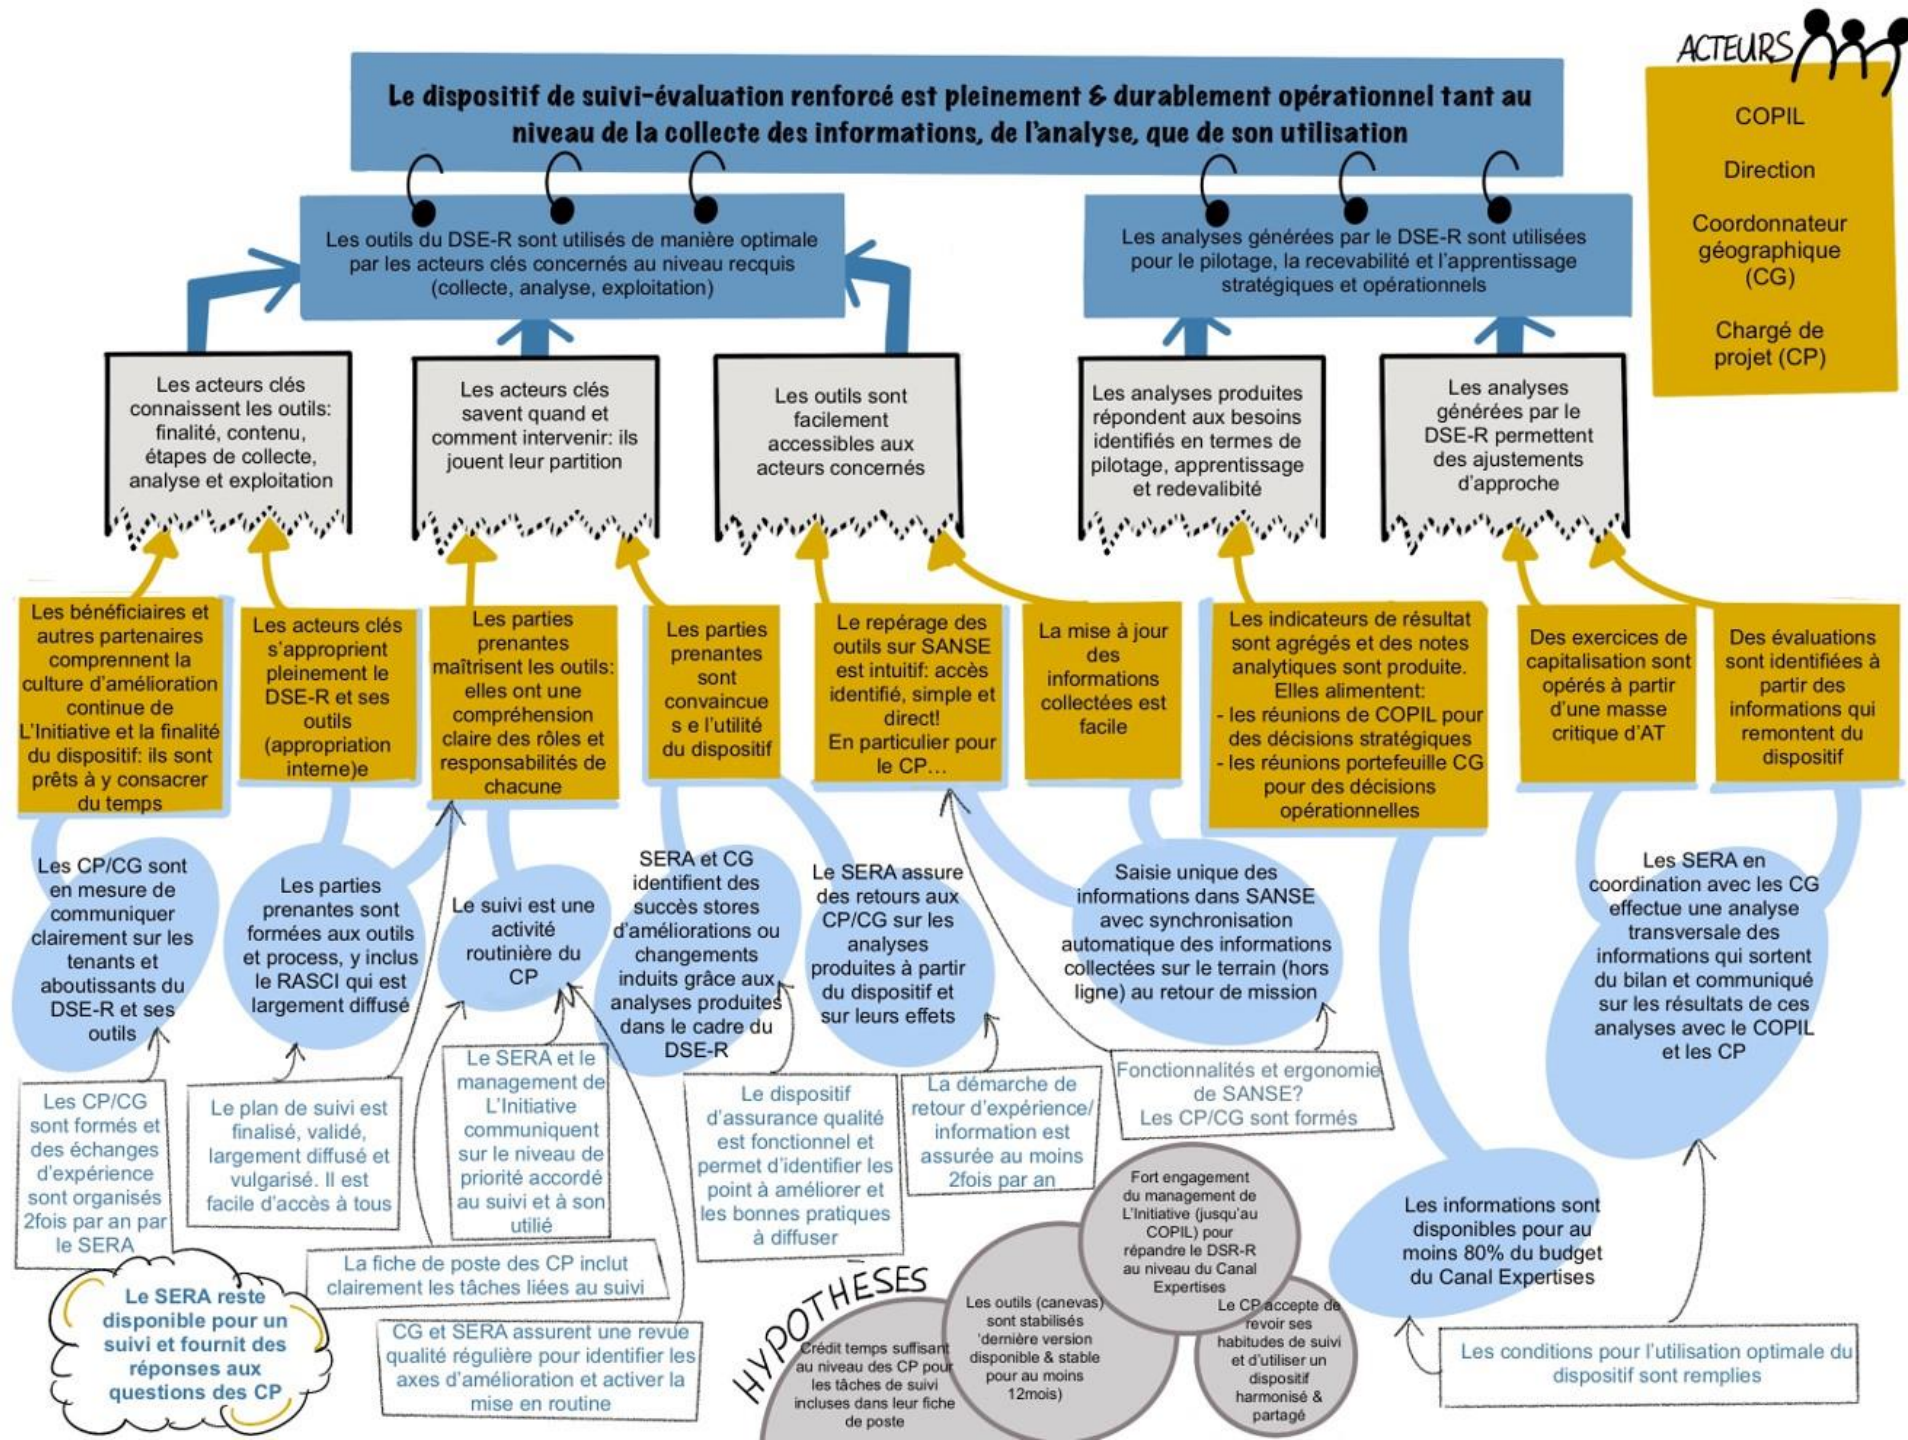 ACTEURS
COPIL
Direction
Coordonnateur
géographique
(CG)
Chargé de
projet (CP)
Le dispositif de suivi-évaluation renforcé est pleinement & durablement opérationnel tant au
niveau de la collecte des informations, de l'analyse, que de son utilisation
Les outils du DSE-R sont utilisés de manière optimale
par les acteurs clés concernés au niveau recquis
(collecte, analyse, exploitation)
Les analyses générées par le DSE-R sont utilisées
pour le pilotage, la recevabilité et l'apprentissage
stratégiques et opérationnels
Les acteurs clés
connaissent les outils:
finalité, contenu,
étapes de collecte,
analyse et exploitation
Les acteurs clés
savent quand et
comment intervenir: ils
jouent leur partition
Les outils sont
facilement
accessibles aux
acteurs concernés
Les analyses produites
répondent aux besoins
identifiés en termes de
pilotage, apprentissage
et redevalibité
Les analyses
générées par le
DSE-R permettent
des ajustements
d'approche
Les bénéficiaires et
autres partenaires
comprennent la
culture d'amélioration
continue de
L'Initiative et la finalité
du dispositif: ils sont
prêts à y consacrer
du temps
Les acteurs clés
s'approprient
pleinement le
DSE-R et ses
outils
(appropriation
interne)e
Les parties
prenantes
maîtrisent les outils:
elles ont une
compréhension
claire des rôles et
responsabilités de
chacune
Les parties
prenantes
sont
convaincue
s e l'utilité
du dispositif
Le repérage des
outils sur SANSE
est intuitif: accès
identifié, simple et
direct!
En particulier pour
le CP…
La mise à jour
des
informations
collectées est
facile
Les indicateurs de résultat
sont agrégés et des notes
analytiques sont produite.
Elles alimentent:
- les réunions de COPIL pour
des décisions stratégiques
- les réunions portefeuille CG
pour des décisions
opérationnelles
Des exercices de
capitalisation sont
opérés à partir
d'une masse
critique d'AT
Des évaluations
sont identifiées à
partir des
informations qui
remontent du
dispositif
Les CP/CG sont
en mesure de
communiquer
clairement sur les
tenants et
aboutissants du
DSE-R et ses
outils
Les parties
prenantes sont
formées aux outils
et process, y inclus
le RASCI qui est
largement diffusé
Le suivi est une
activité
routinière du
CP
SERA et CG
identifient des
succès stores
d'améliorations ou
changements
induits grâce aux
analyses produites
dans le cadre du
DSE-R
Le SERA assure
des retours aux
CP/CG sur les
analyses
produites à partir
du dispositif et
sur leurs effets
Saisie unique des
informations dans SANSE
avec synchronisation
automatique des informations
collectées sur le terrain (hors
ligne) au retour de mission
Les SERA en
coordination avec les CG
effectue une analyse
transversale des
informations qui sortent
du bilan et communiqué
sur les résultats de ces
analyses avec le COPIL
et les CP
Les CP/CG
sont formés et
des échanges
d'expérience
sont organisés
2fois par an par
le SERA
Le plan de suivi est
finalisé, validé,
largement diffusé et
vulgarisé. Il est
facile d'accès à tous
Le SERA et le
management de
L'Initiative
communiquent
sur le niveau de
priorité accordé
au suivi et à son
utilié
Le dispositif
d'assurance qualité
est fonctionnel et
permet d'identifier les
point à améliorer et
les bonnes pratiques
à diffuser
La démarche de
retour d'expérience/
information est
assurée au moins
2fois par an
Fonctionnalités et ergonomie
de SANSE?
Les CP/CG sont formés
Les informations sont
disponibles pour au
moins 80% du budget
du Canal Expertises
La fiche de poste des CP inclut
clairement les tâches liées au suivi
Le SERA reste
disponible pour un
suivi et fournit des
réponses aux
questions des CP
CG et SERA assurent une revue
qualité régulière pour identifier les
axes d'amélioration et activer la
mise en routine
HYPOTHESES
Crédit temps suffisant
au niveau des CP pour
les tâches de suivi
incluses dans leur fiche
de poste
Les outils (canevas)
sont stabilisés
'dernière version
disponible & stable
pour au moins
12mois)
Fort engagement
du management de
L'Initiative (jusqu'au
COPIL) pour
répandre le DSR-R
au niveau du Canal
Expertises
Le CP accepte de
revoir ses
habitudes de suivi
et d'utiliser un
dispositif
harmonisé &
partagé
Les conditions pour l'utilisation optimale du
dispositif sont remplies